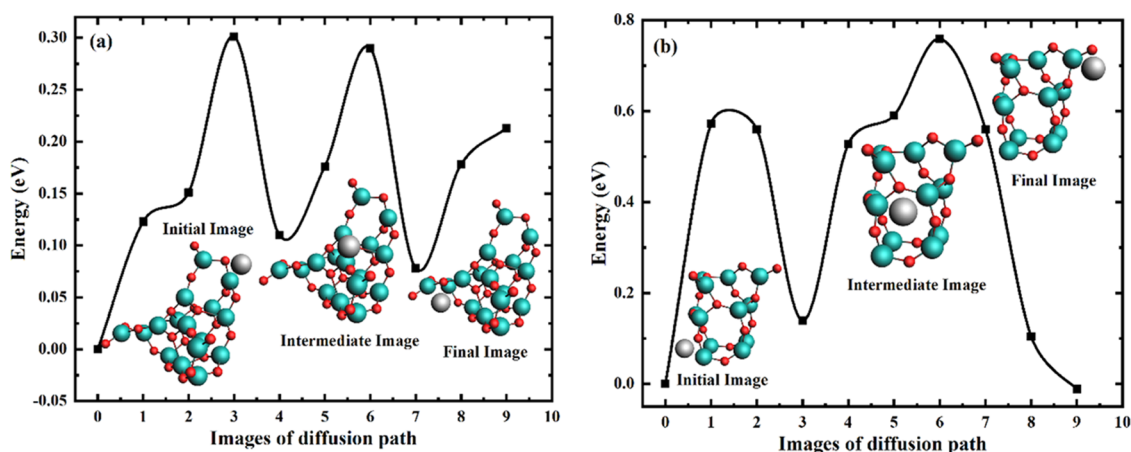 (a)
Energy (eV)
0.30
0.25
0.20
0.15
0.10
0.05
0.00
-0.05
Initial Image
Intermediate Image
Final Image
0 1 2 3 4 5 6 7 8 9 10
Images of diffusion path
(b)
Energy (eV)
0.8
0.6
0.4
0.2
0.0
Final Image
Intermediate Image
Initial Image
0 1 2 3 4 5 6 7 8 9 10
Images of diffusion path